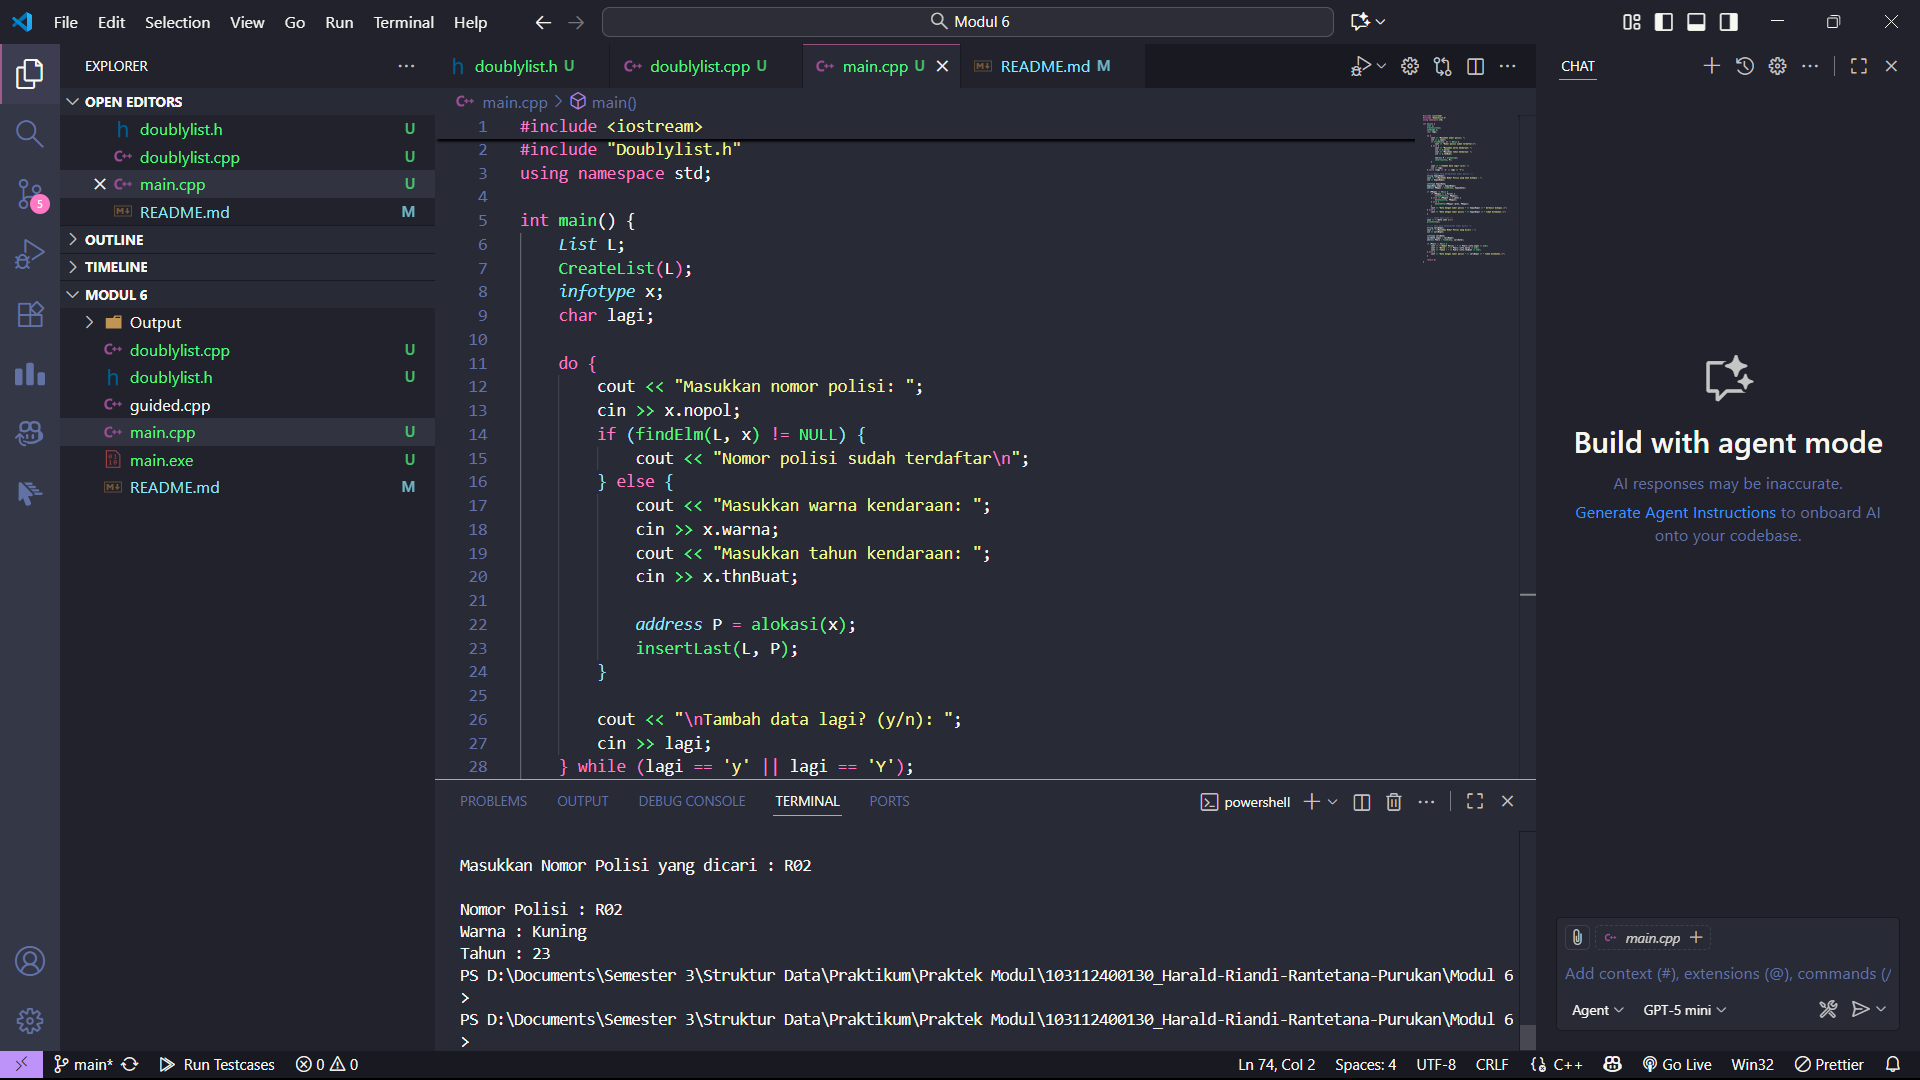 File Edit Selection View Go Run Terminal Help
Modul 6
EXPLORER
OPEN EDITORS
doublylist.h U
doublylist.cpp U
main.cpp U
README.md M
OUTLINE
TIMELINE
MODUL 6
Output
doublylist.cpp U
doublylist.h U
guided.cpp
main.cpp U
main.exe U
README.md M
5
doublylist.h U
doublylist.cpp U
main.cpp U
README.md M
main.cpp > main()
1 #include <iostream>
2 #include "Doublylist.h"
3 using namespace std;
4
5 int main() {
6 List L;
7 CreateList(L);
8 infotype x;
9 char lagi;
10
11 do {
12 cout << "Masukkan nomor polisi: ";
13 cin >> x.nopol;
14 if (findElm(L, x) != NULL) {
15 cout << "Nomor polisi sudah terdaftar\n";
16 } else {
17 cout << "Masukkan warna kendaraan: ";
18 cin >> x.warna;
19 cout << "Masukkan tahun kendaraan: ";
20 cin >> x.thnBuat;
21
22 address P = alokasi(x);
23 insertLast(L, P);
24 }
25
26 cout << "\nTambah data lagi? (y/n): ";
27 cin >> lagi;
28 } while (lagi == 'y' || lagi == 'Y');
PROBLEMS OUTPUT DEBUG CONSOLE TERMINAL PORTS
powershell
Masukkan Nomor Polisi yang dicari : R02
Nomor Polisi : R02
Warna : Kuning
Tahun : 23
PS D:\Documents\Semester 3\Struktur Data\Praktikum\Praktek Modul\103112400130_Harald-Riandi-Rantetana-Purukan\Modul 6
>
PS D:\Documents\Semester 3\Struktur Data\Praktikum\Praktek Modul\103112400130_Harald-Riandi-Rantetana-Purukan\Modul 6
>
CHAT
Build with agent mode
AI responses may be inaccurate.
Generate Agent Instructions to onboard AI
onto your codebase.
main.cpp
Add context (#), extensions (@), commands (/
Agent GPT-5 mini
main* Run Testcases 0 0
Ln 74, Col 2 Spaces: 4 UTF-8 CRLF C++ Go Live Win32 Prettier